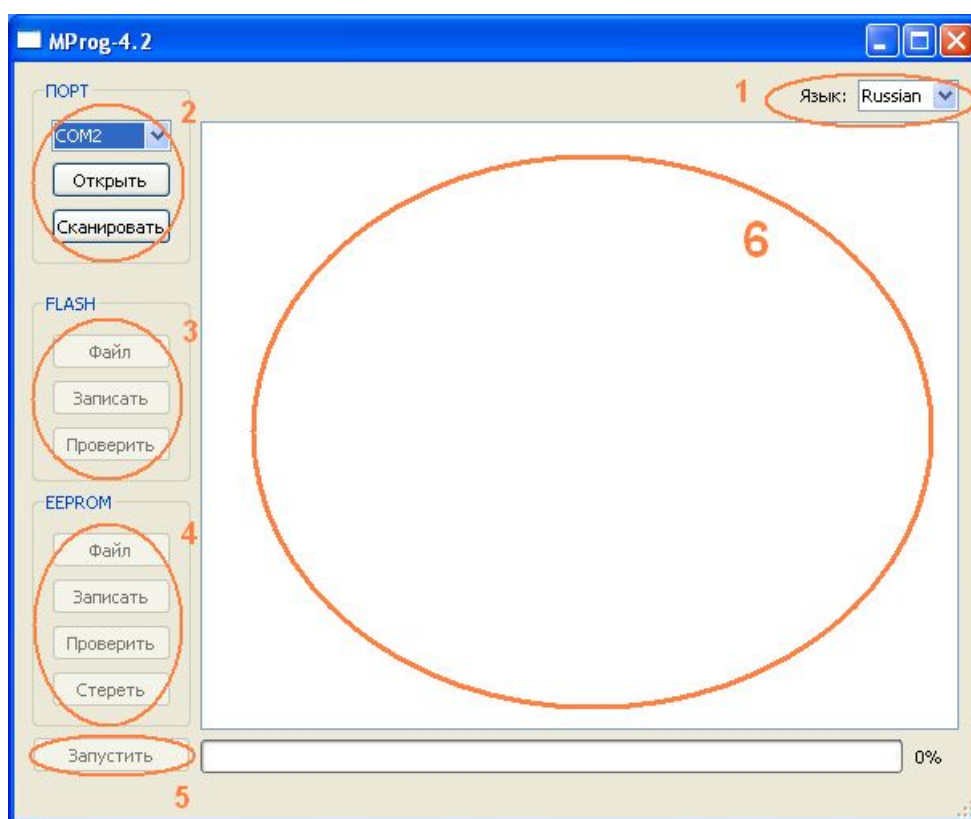 MProg-4.2
ПОРТ
2
1
Язык: Russian
COM2
Открыть
Сканировать
6
FLASH
3
Файл
Записать
Проверить
EEPROM
4
Файл
Записать
Проверить
Стереть
Запустить
0%
5